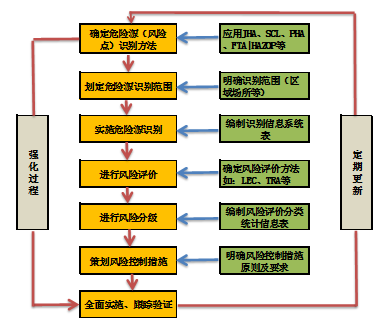 确定危险源（风险
点）识别方法
应用JHA、SCL、PHA
、FTA|HAZOP等
划定危险源识别范围
明确识别范围（区
域场所等）
实施危险源识别
编制识别信息系统
表
强化过程
定期更新
进行风险评价
确定风险评价方法
如：LEC、TRA等
进行风险分级
编制风险评价分类
统计信息表
策划风险控制措施
明确风险控制措施
原则及要求
全面实施、跟踪验证